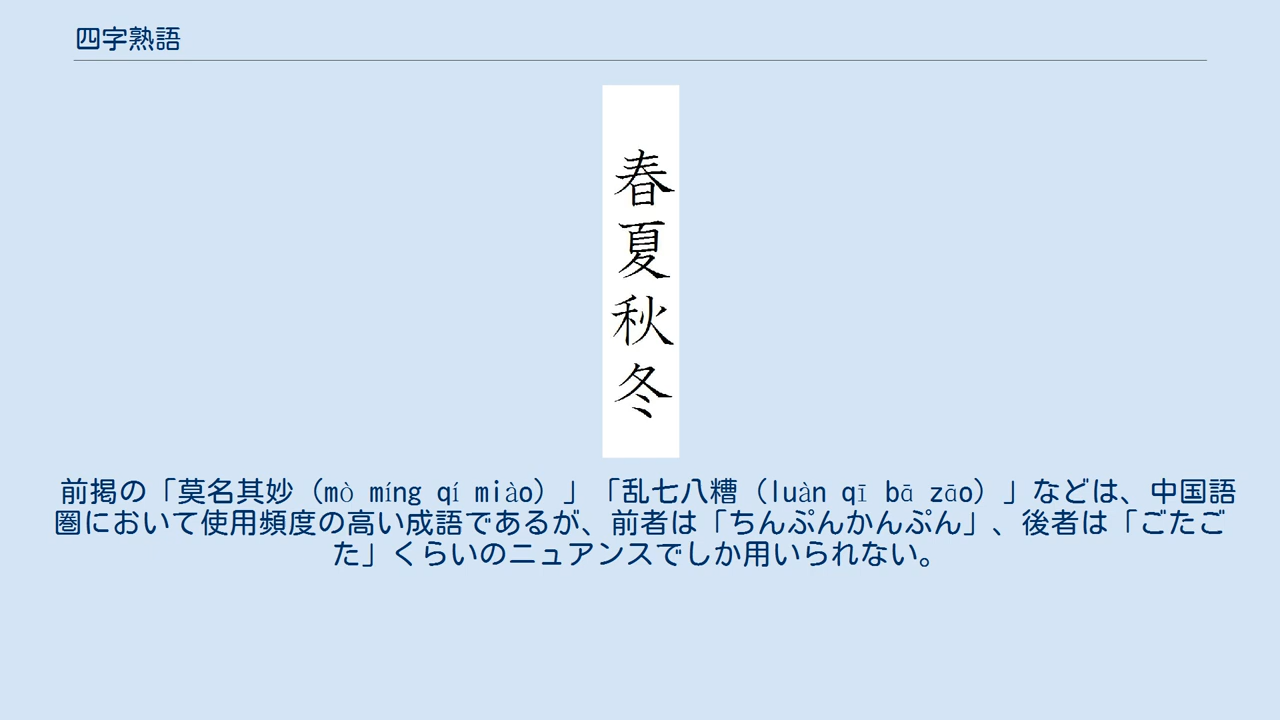 四字熟語
春夏秋冬
前掲の「莫名其妙（mò míng qí miào）」「乱七八糟（luàn qī bā zāo）」などは、中国語
圏において使用頻度の高い成語であるが、前者は「ちんぷんかんぷん」、後者は「ごたご
た」くらいのニュアンスでしか用いられない。